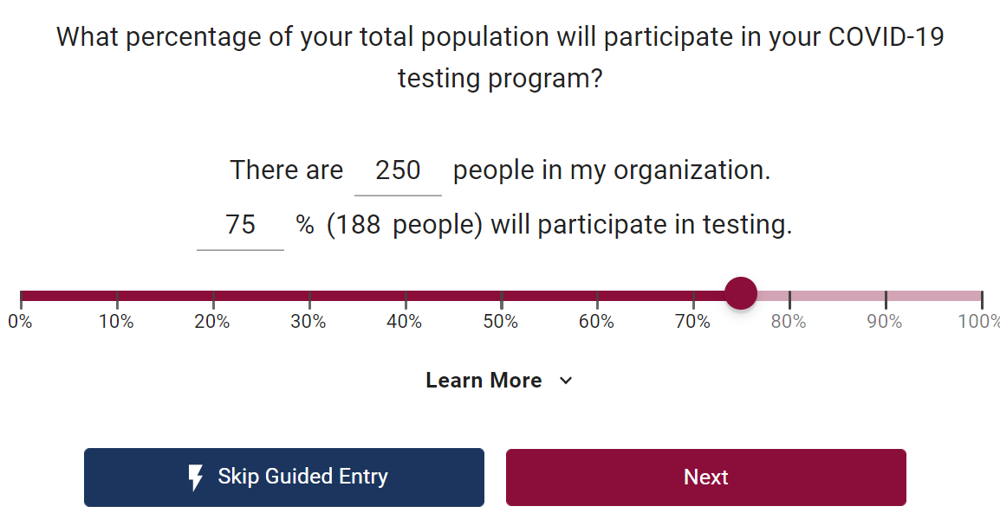 What percentage of your total population will participate in your COVID-19
testing program?
There are 250 people in my organization.
75 % (188 people) will participate in testing.
0% 10% 20% 30% 40% 50% 60% 70% 80% 90% 100%
Learn More
Skip Guided Entry
Next